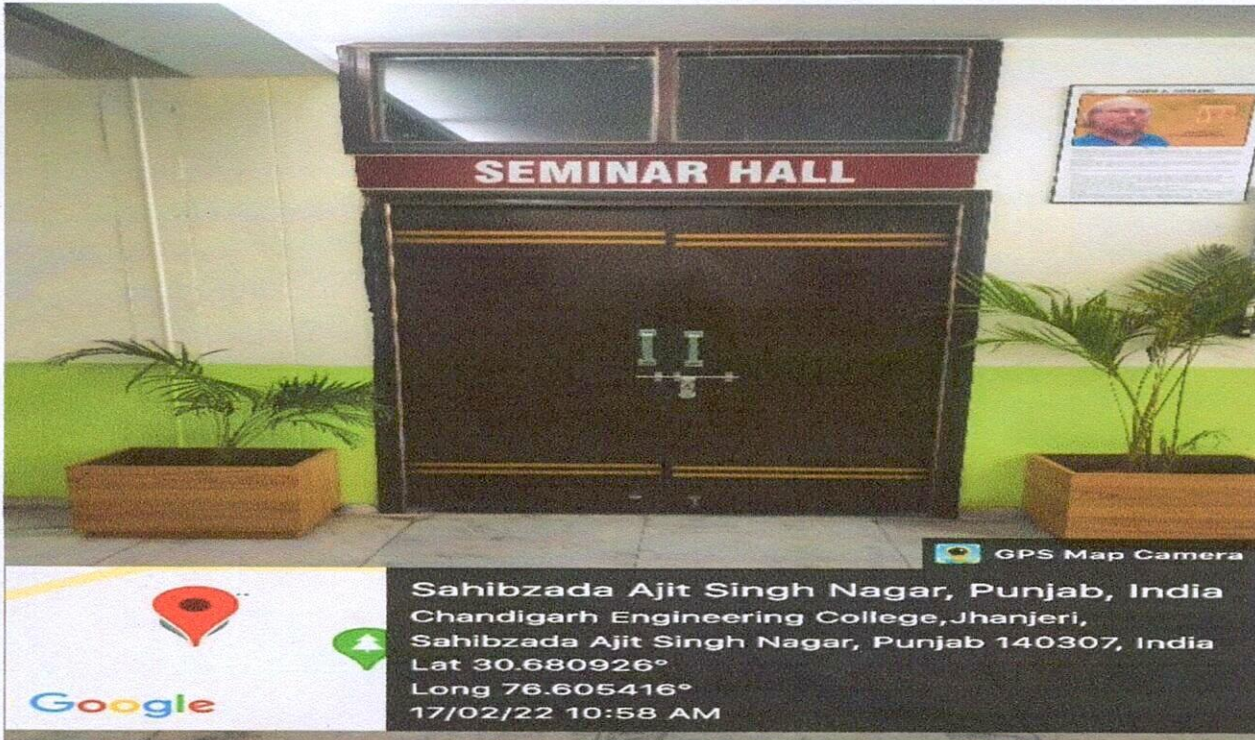 SEMINAR HALL
GPS Map Camera
Sahibzada Ajit Singh Nagar, Punjab, India
Chandigarh Engineering College,Jhanjeri,
Sahibzada Ajit Singh Nagar, Punjab 140307, India
Lat 30.680926°
Long 76.605416°
17/02/22 10:58 AM
Google